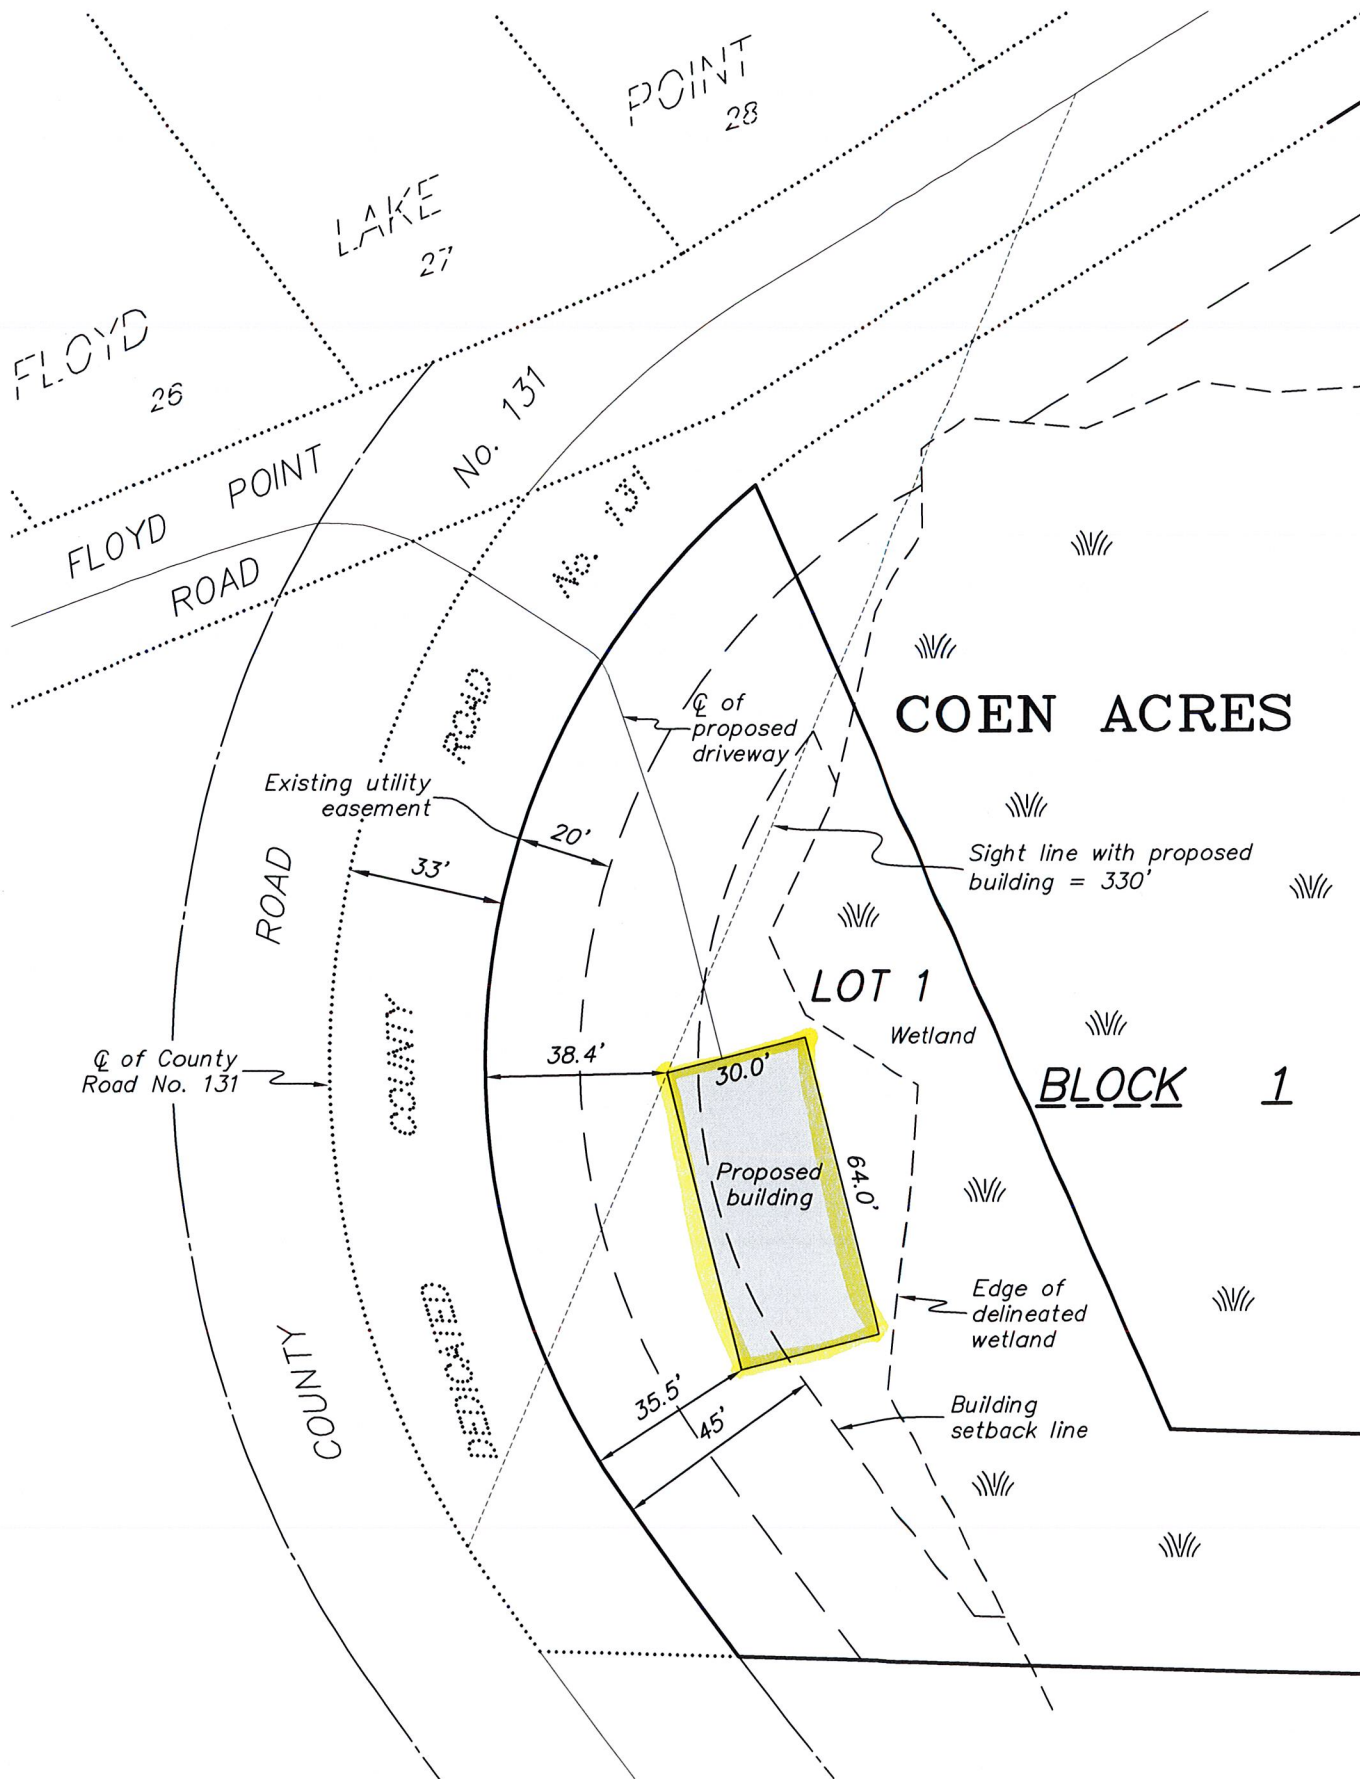 POINT
28
LAKE
27
FLOYD
26
No. 131
FLOYD POINT
ROAD
No. 131
ROAD
COEN ACRES
℄ of
proposed
driveway
Existing utility
easement
20'
33'
ROAD
Sight line with proposed
building = 330'
LOT 1
Wetland
℄ of County
Road No. 131
COUNTY
38.4'
30.0'
BLOCK 1
Proposed
building
64.0'
Edge of
delineated
wetland
COUNTY
DEEDED
35.5'
45'
Building
setback line